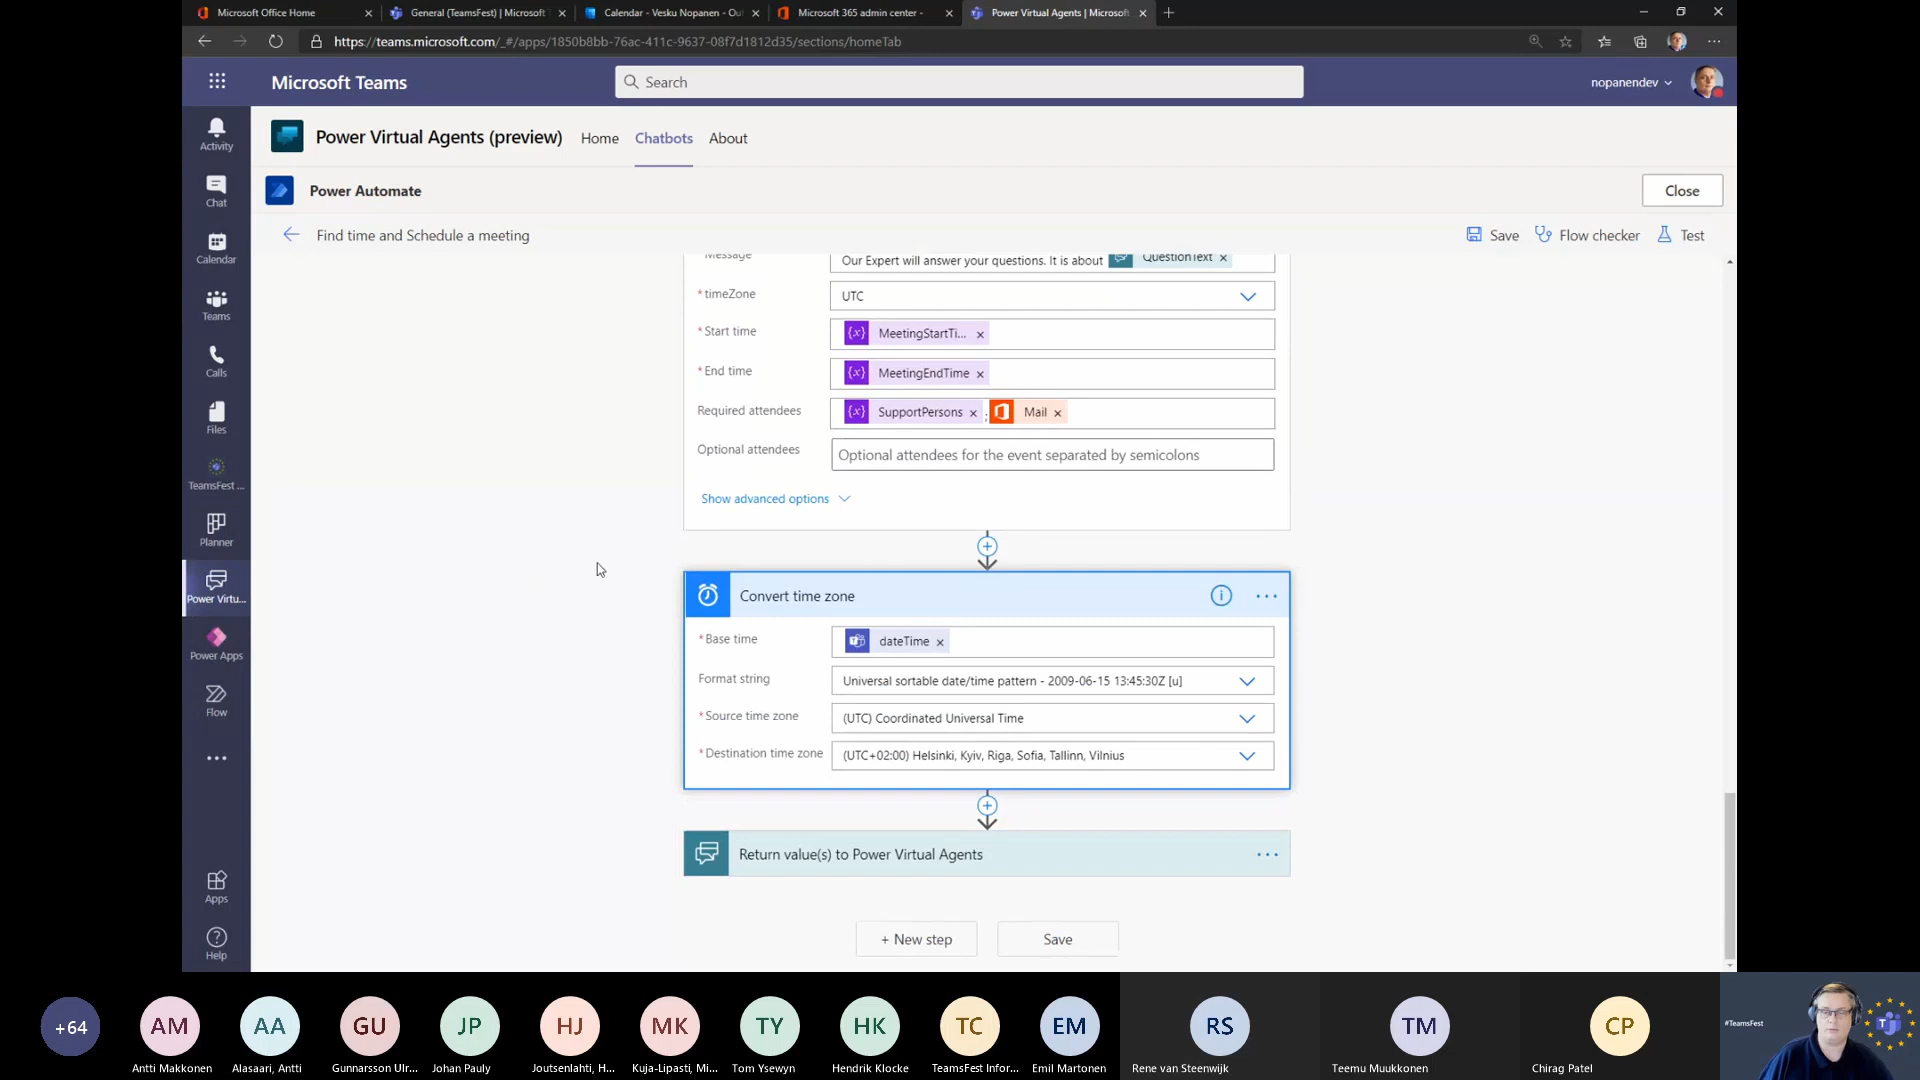 Microsoft Office Home
General (TeamsFest) | Microsoft
Calendar - Vesku Nopanen - Ou
Microsoft 365 admin center -
Power Virtual Agents | Microsof
https://teams.microsoft.com/_#/apps/1850b8bb-76ac-411c-9637-08f7d1812d35/sections/homeTab
Microsoft Teams
Search
nopanendev
Activity
Chat
Calendar
Teams
Calls
Files
TeamsFest ...
Planner
Power Virtu...
Power Apps
Flow
Apps
Help
Power Virtual Agents (preview)
Home
Chatbots
About
Power Automate
Close
Find time and Schedule a meeting
Save
Flow checker
Test
Message
Our Expert will answer your questions. It is about QuestionText ×
* timeZone
UTC
* Start time
{x} MeetingStartTi... ×
* End time
{x} MeetingEndTime ×
Required attendees
{x} SupportPersons × ; Mail ×
Optional attendees
Optional attendees for the event separated by semicolons
Show advanced options
Convert time zone
* Base time
dateTime ×
Format string
Universal sortable date/time pattern - 2009-06-15 13:45:30Z [u]
* Source time zone
(UTC) Coordinated Universal Time
* Destination time zone
(UTC+02:00) Helsinki, Kyiv, Riga, Sofia, Tallinn, Vilnius
Return value(s) to Power Virtual Agents
+ New step
Save
+64
AM
AA
GU
JP
HJ
MK
TY
HK
TC
EM
RS
TM
CP
#TeamsFest
Antti Makkonen
Alasaari, Antti
Gunnarsson Ulr...
Johan Pauly
Joutsenlahti, H...
Kuja-Lipasti, Mi...
Tom Ysewyn
Hendrik Klocke
TeamsFest Infor...
Emil Martonen
Rene van Steenwijk
Teemu Muukkonen
Chirag Patel